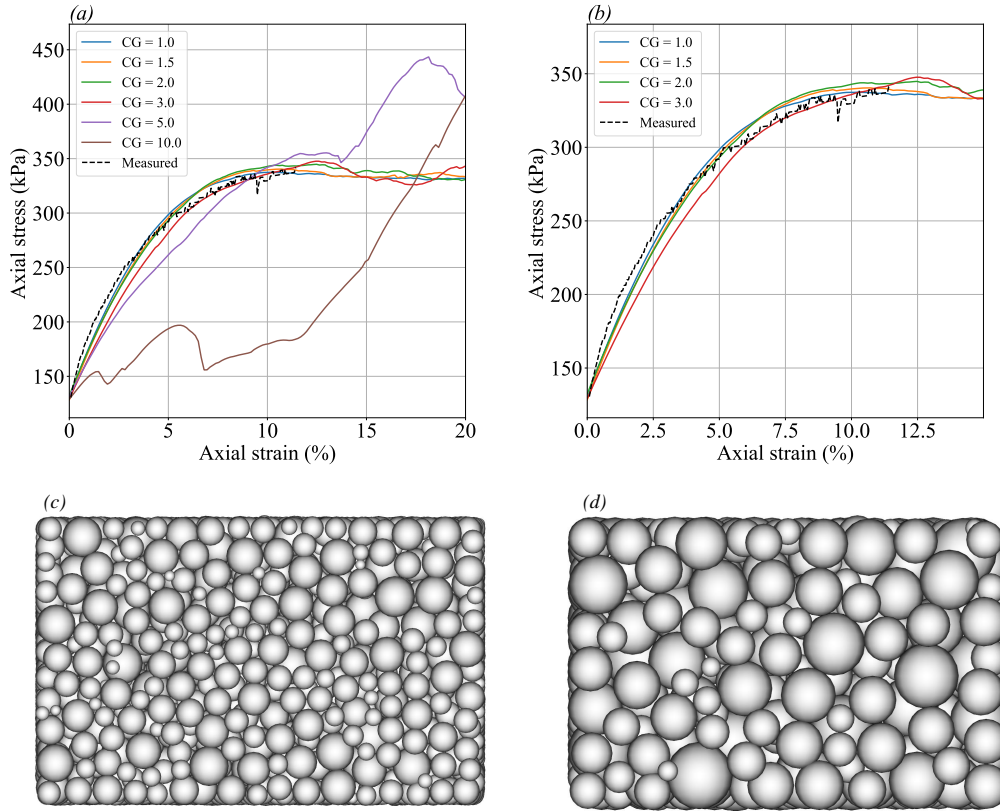 (a)
CG = 1.0
CG = 1.5
CG = 2.0
CG = 3.0
CG = 5.0
CG = 10.0
Measured
450
400
350
300
250
200
150
Axial stress (kPa)
0
5
10
15
20
Axial strain (%)
(b)
CG = 1.0
CG = 1.5
CG = 2.0
CG = 3.0
Measured
350
300
250
200
150
Axial stress (kPa)
0.0
2.5
5.0
7.5
10.0
12.5
Axial strain (%)
(c)
(d)